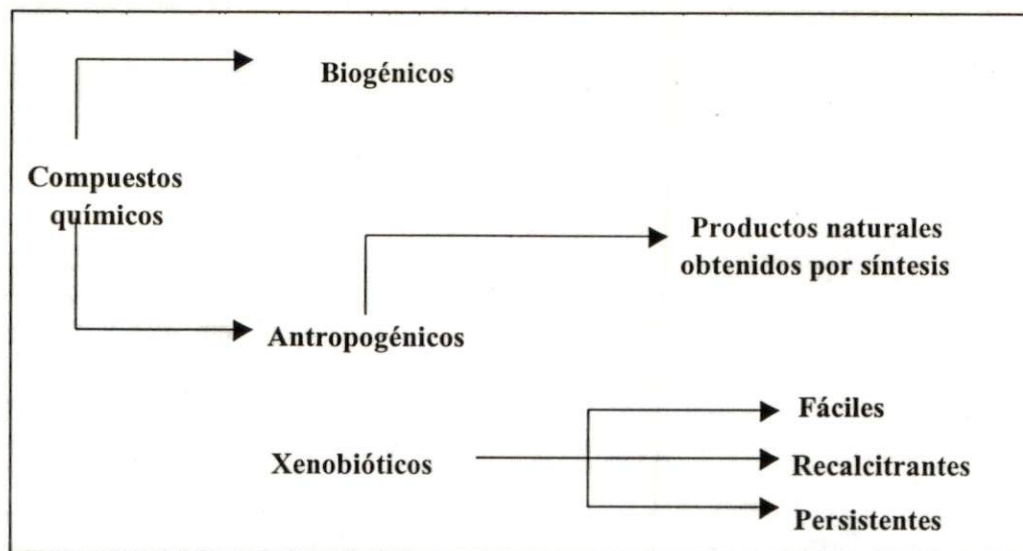 Biogénicos
Compuestos
químicos
Productos naturales
obtenidos por síntesis
Antropogénicos
Fáciles
Xenobióticos
Recalcitrantes
Persistentes